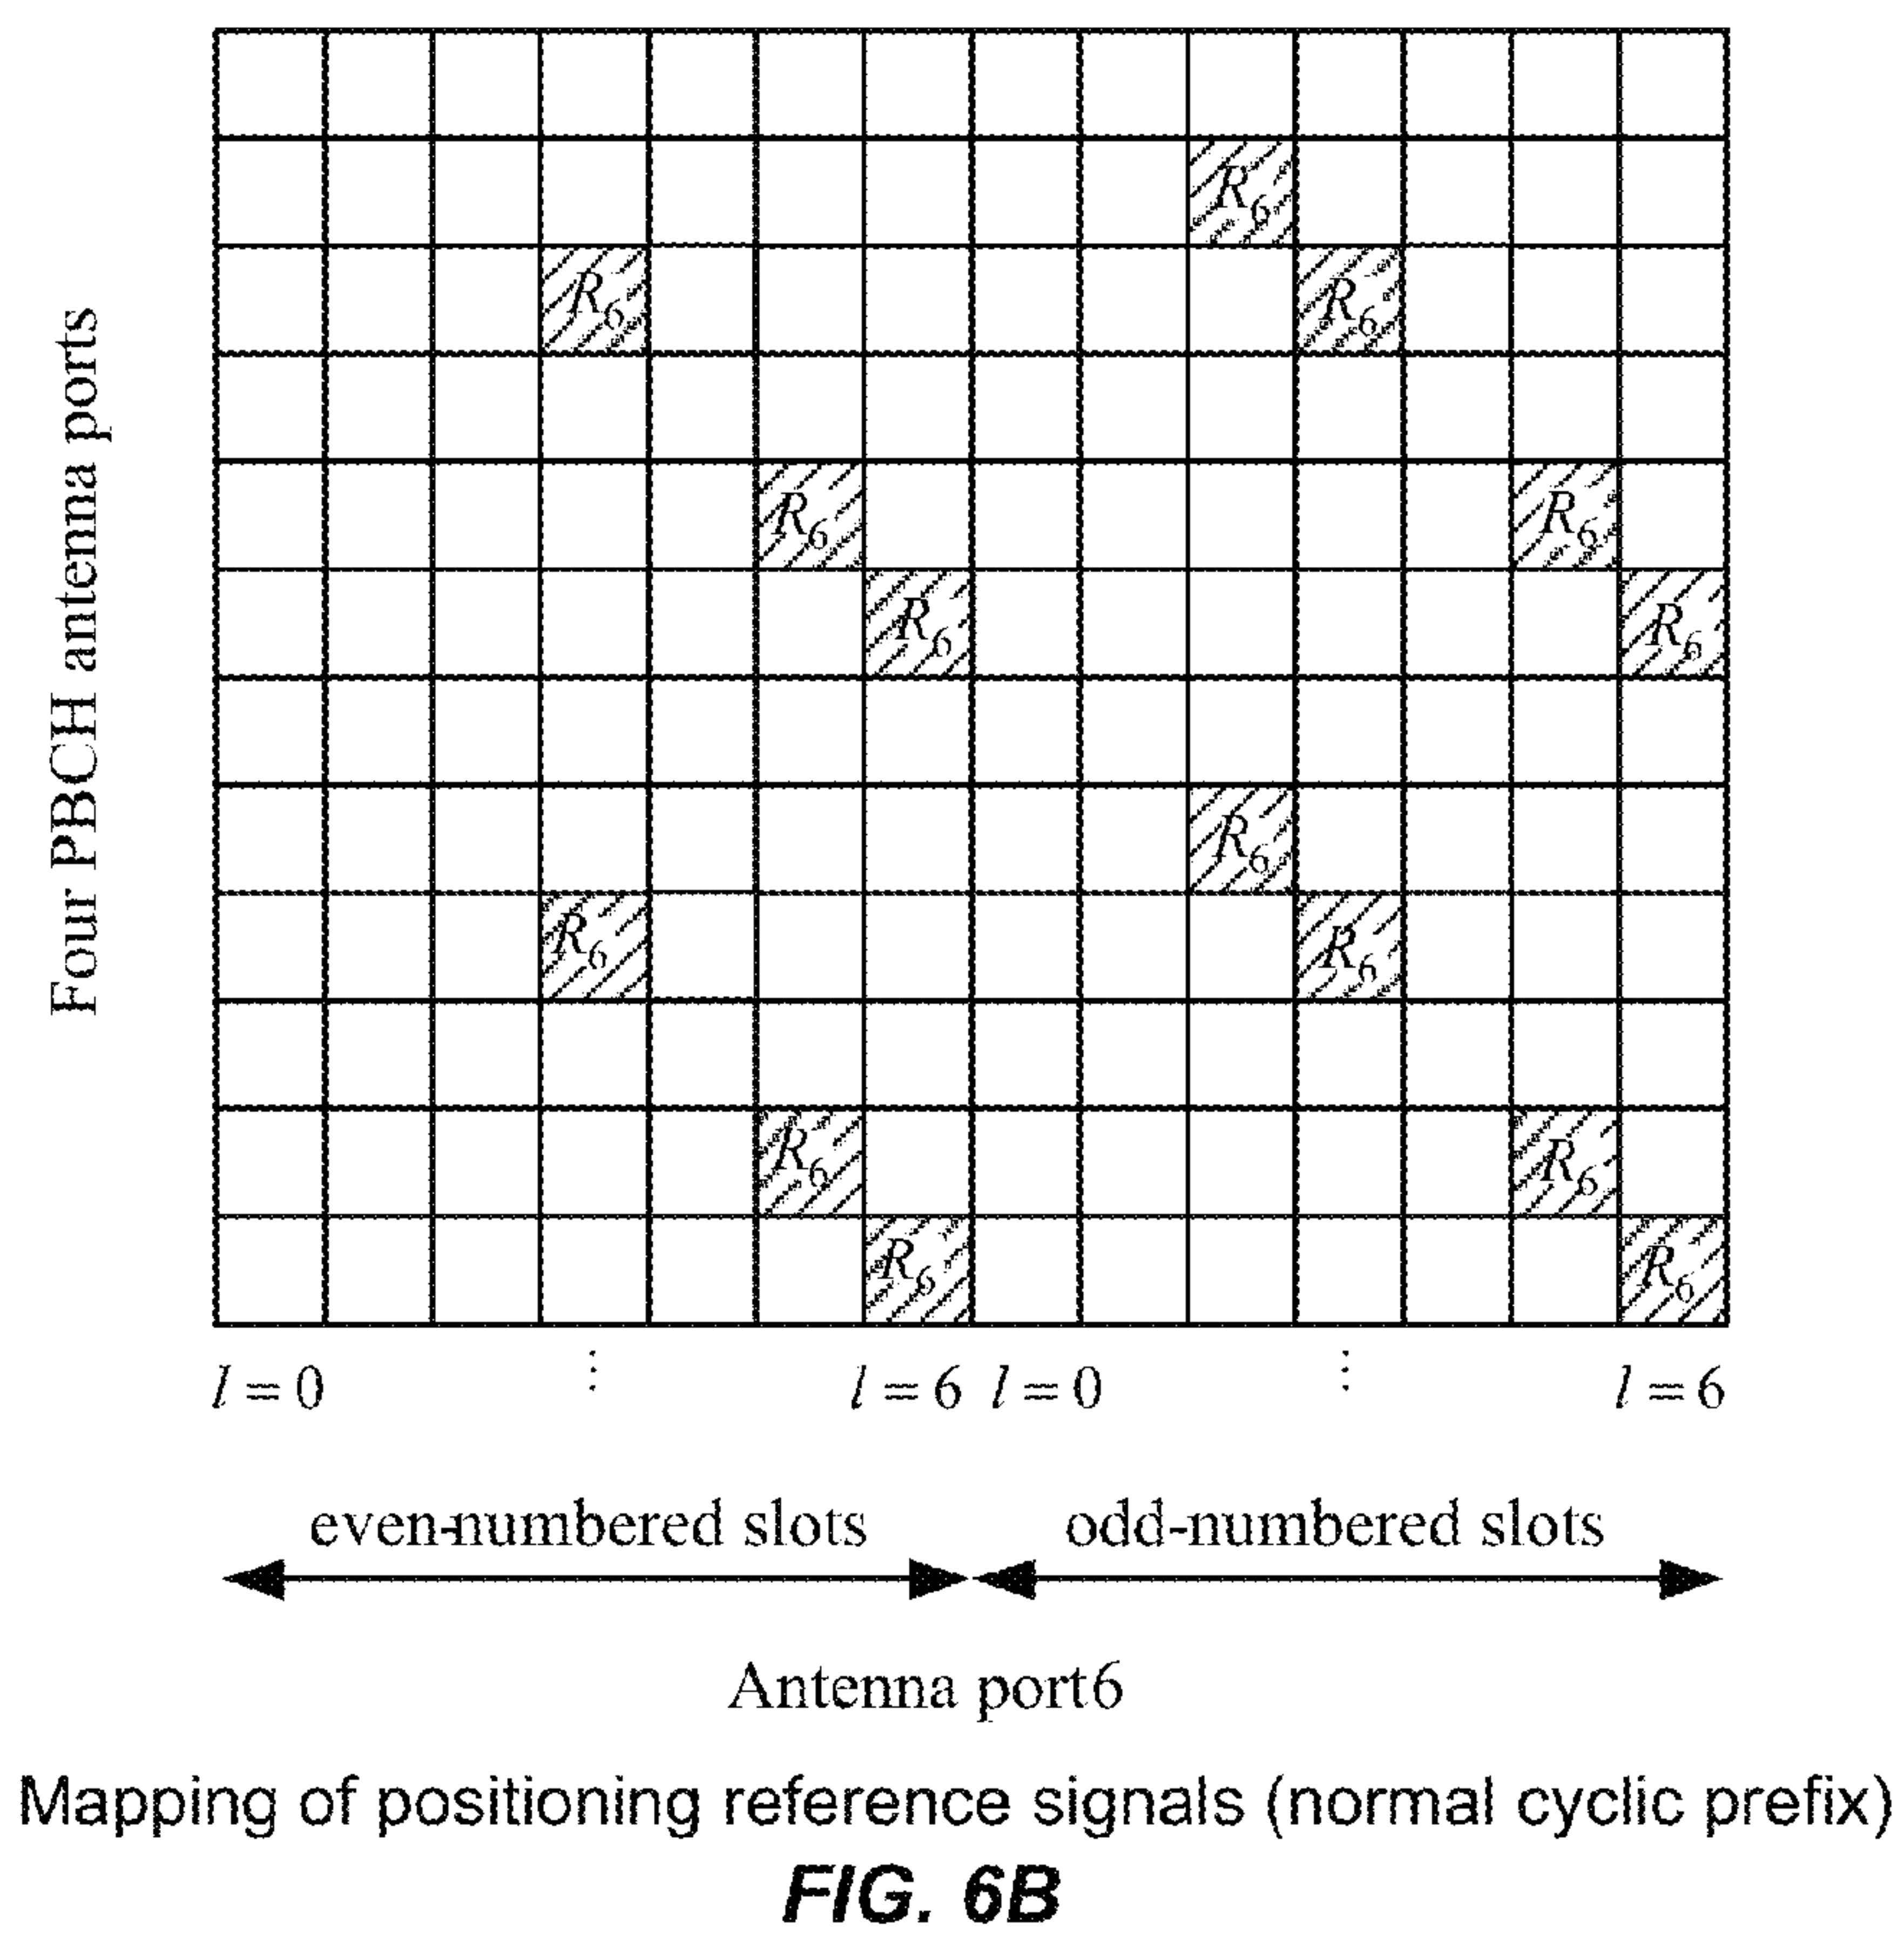 Four PBCH antenna ports
R6
R6 R6
R6 R6
R6 R6
R6
R6 R6
R6 R6
R6 R6
l = 0 ⋮ l = 6 l = 0 ⋮ l = 6
even-numbered slots odd-numbered slots
Antenna port6
Mapping of positioning reference signals (normal cyclic prefix)
FIG. 6B